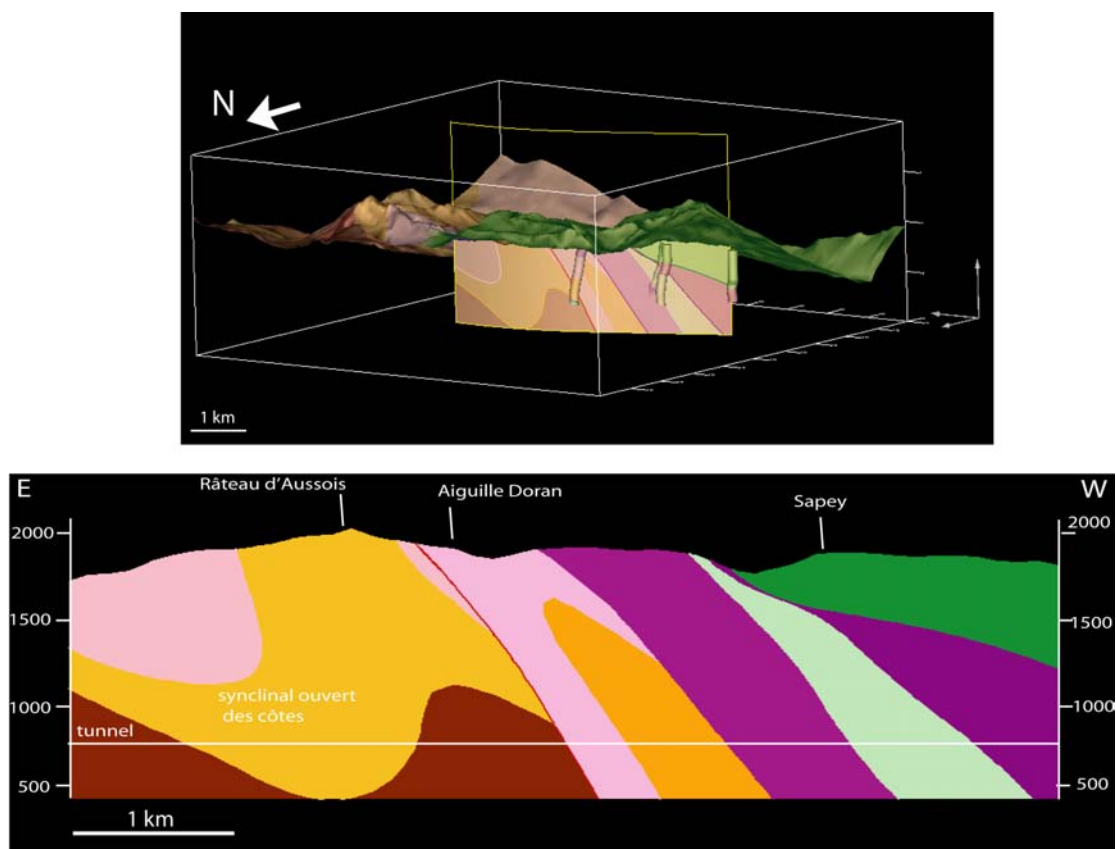 N
1 km
E
Râteau d'Aussois
Aiguille Doran
Sapey
W
2000
2000
1500
1500
synclinal ouvert
des côtes
1000
1000
tunnel
500
500
1 km